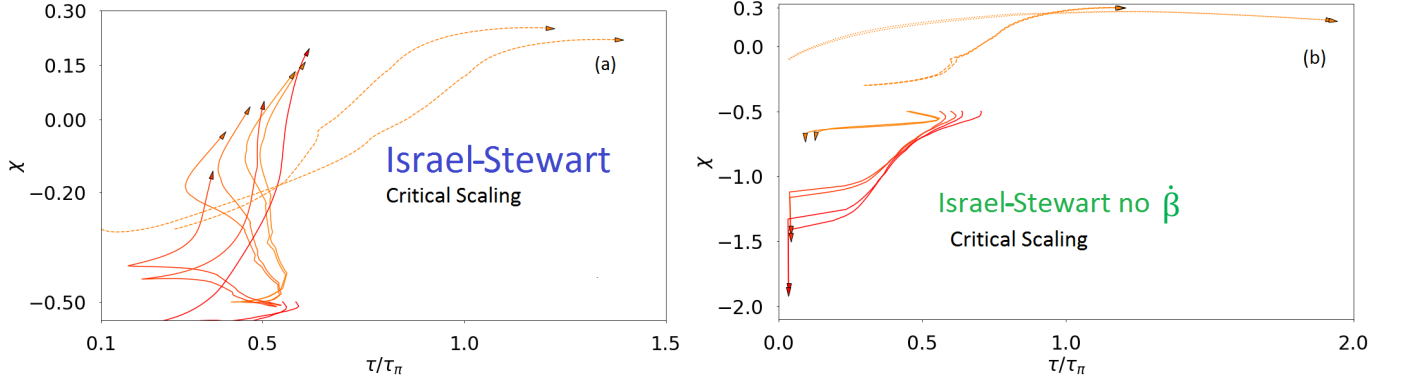 0.30
0.15
0.00
−0.20
−0.50
χ
(a)
Israel-Stewart
Critical Scaling
0.1
0.5
1.0
1.5
τ/τπ
0.3
0.0
−0.5
−1.0
−1.5
−2.0
χ
(b)
Israel-Stewart no β̇
Critical Scaling
0.0
0.5
1.0
2.0
τ/τπ